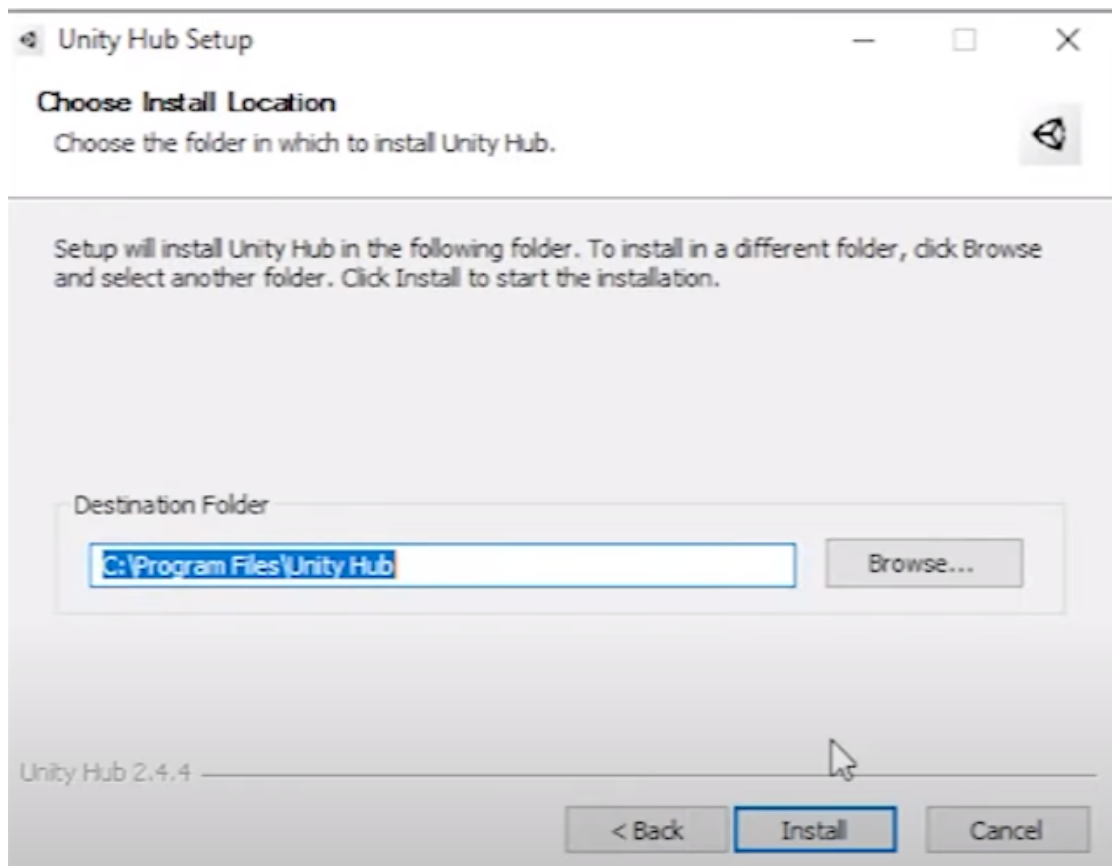 Unity Hub Setup
Choose Install Location
Choose the folder in which to install Unity Hub.
Setup will install Unity Hub in the following folder. To install in a different folder, click Browse
and select another folder. Click Install to start the installation.
Destination Folder
C:\Program Files\Unity Hub
Browse...
Unity Hub 2.4.4
< Back
Install
Cancel